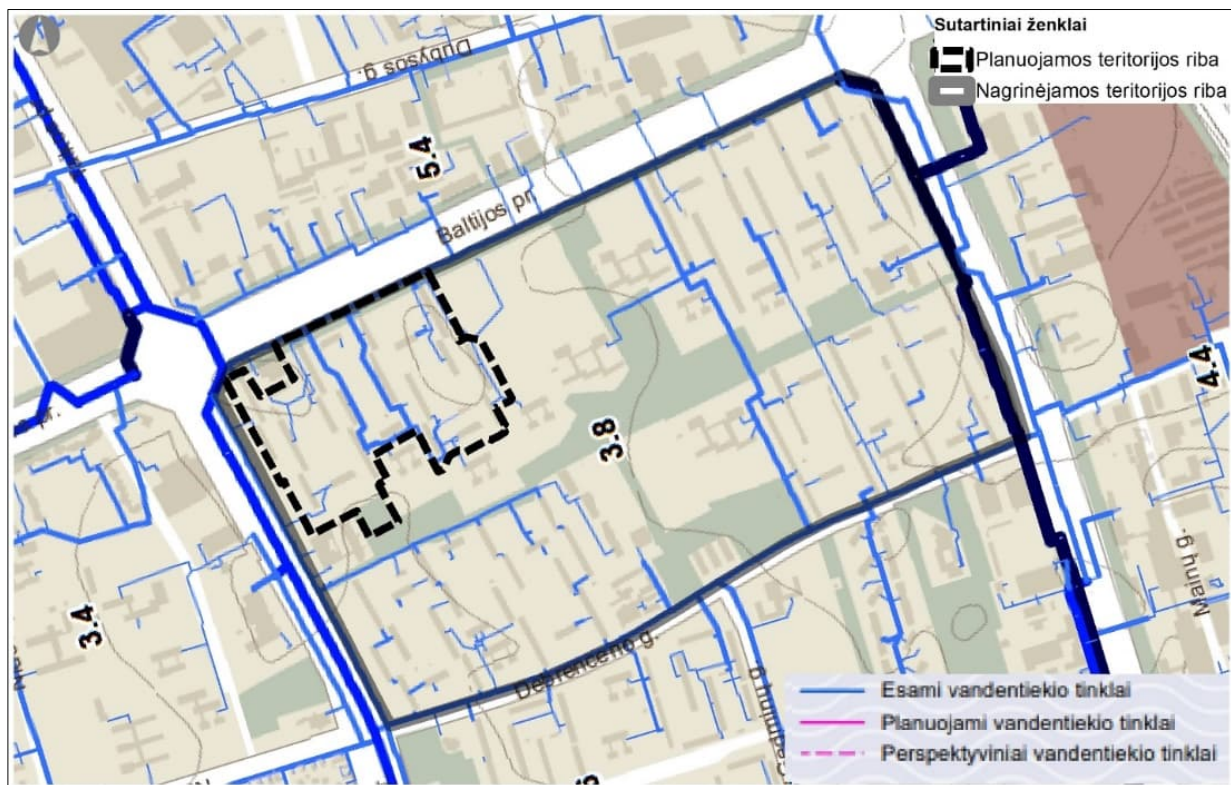 Sutartiniai ženklai
Planuojamos teritorijos riba
Nagrinėjamos teritorijos riba
Dubysos g.
5.4
Baltijos pr.
4.4
3.8
Mainų g.
3.4
Debreceno g.
Esami vandentiekio tinklai
Planuojami vandentiekio tinklai
Perspektyviniai vandentiekio tinklai